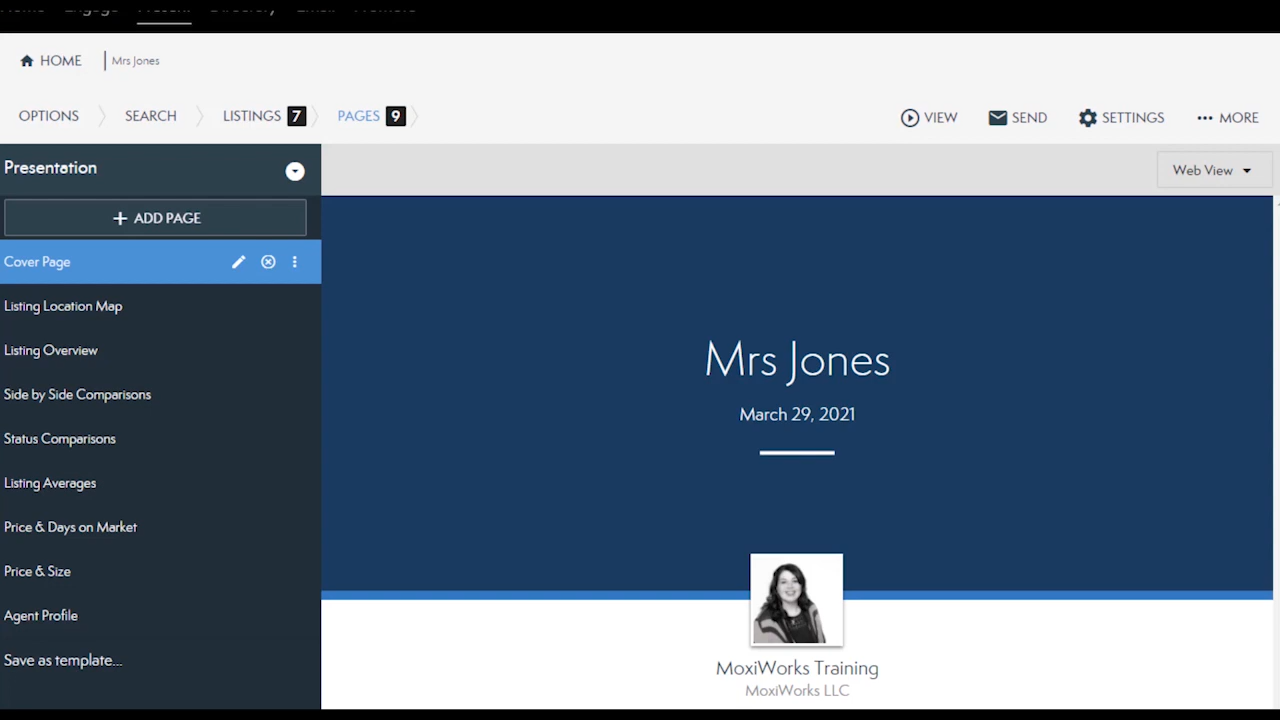 HOME
Mrs Jones
OPTIONS
SEARCH
LISTINGS 7
PAGES 9
VIEW
SEND
SETTINGS
MORE
Presentation
Web View
ADD PAGE
Cover Page
Listing Location Map
Listing Overview
Side by Side Comparisons
Status Comparisons
Listing Averages
Price & Days on Market
Price & Size
Agent Profile
Save as template...
Mrs Jones
March 29, 2021
MoxiWorks Training
MoxiWorks LLC